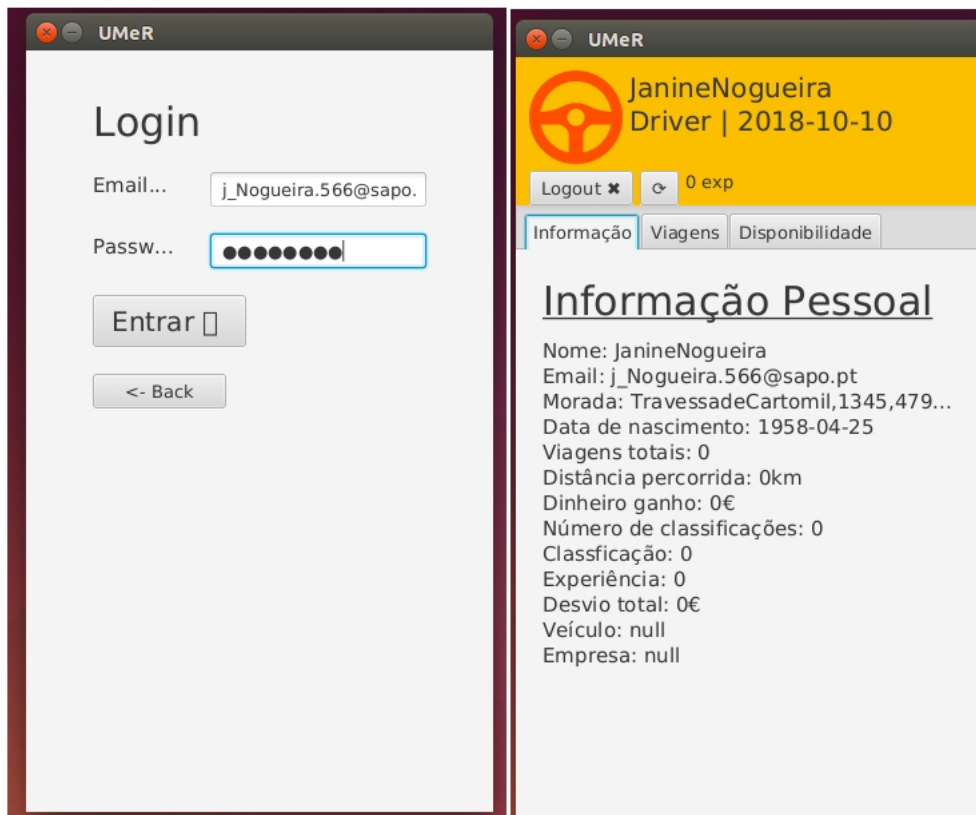 UMeR
Login
Email...
j_Nogueira.566@sapo.
Passw...
●●●●●●●●
Entrar
<- Back
UMeR
JanineNogueira
Driver | 2018-10-10
Logout ✖ ⟳ 0 exp
Informação Viagens Disponibilidade
Informação Pessoal
Nome: JanineNogueira
Email: j_Nogueira.566@sapo.pt
Morada: TravessadeCartomil,1345,479...
Data de nascimento: 1958-04-25
Viagens totais: 0
Distância percorrida: 0km
Dinheiro ganho: 0€
Número de classificações: 0
Classficação: 0
Experiência: 0
Desvio total: 0€
Veículo: null
Empresa: null